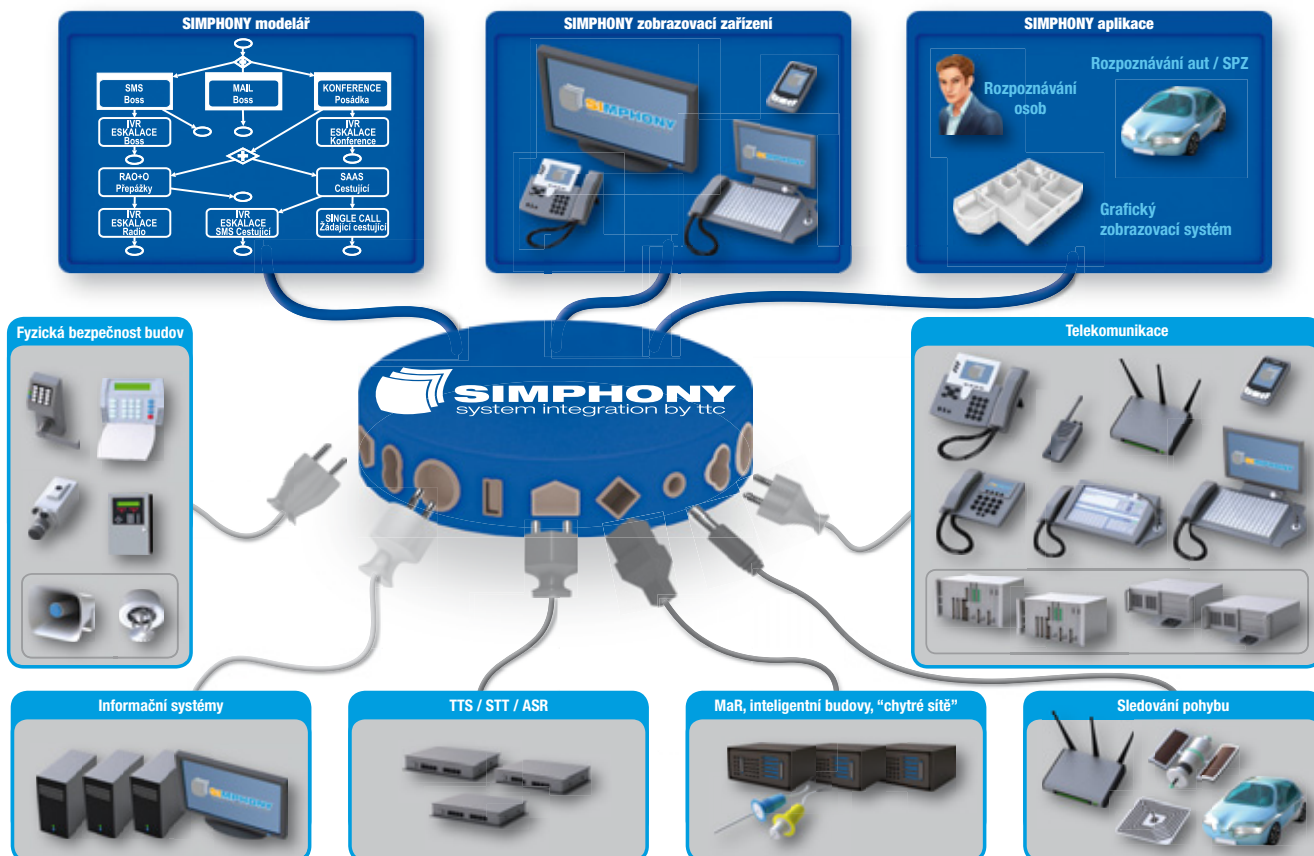 SIMPHONY modelář
SMS
Boss
MAIL
Boss
KONFERENCE
Posádka
IVR
ESKALACE
Boss
IVR
ESKALACE
Konference
RAO+O
Přepážky
SAAS
Cestující
IVR
ESKALACE
Radio
IVR
ESKALACE
SMS Cestující
SINGLE CALL
Žádající cestující
SIMPHONY zobrazovací zařízení
SIMPHONY
SIMPHONY
SIMPHONY aplikace
Rozpoznávání
osob
Rozpoznávání aut / SPZ
Grafický
zobrazovací systém
Fyzická bezpečnost budov
SIMPHONY
system integration by ttc
Telekomunikace
SIMPHONY
Informační systémy
SIMPHONY
TTS / STT / ASR
MaR, inteligentní budovy, “chytré sítě”
Sledování pohybu